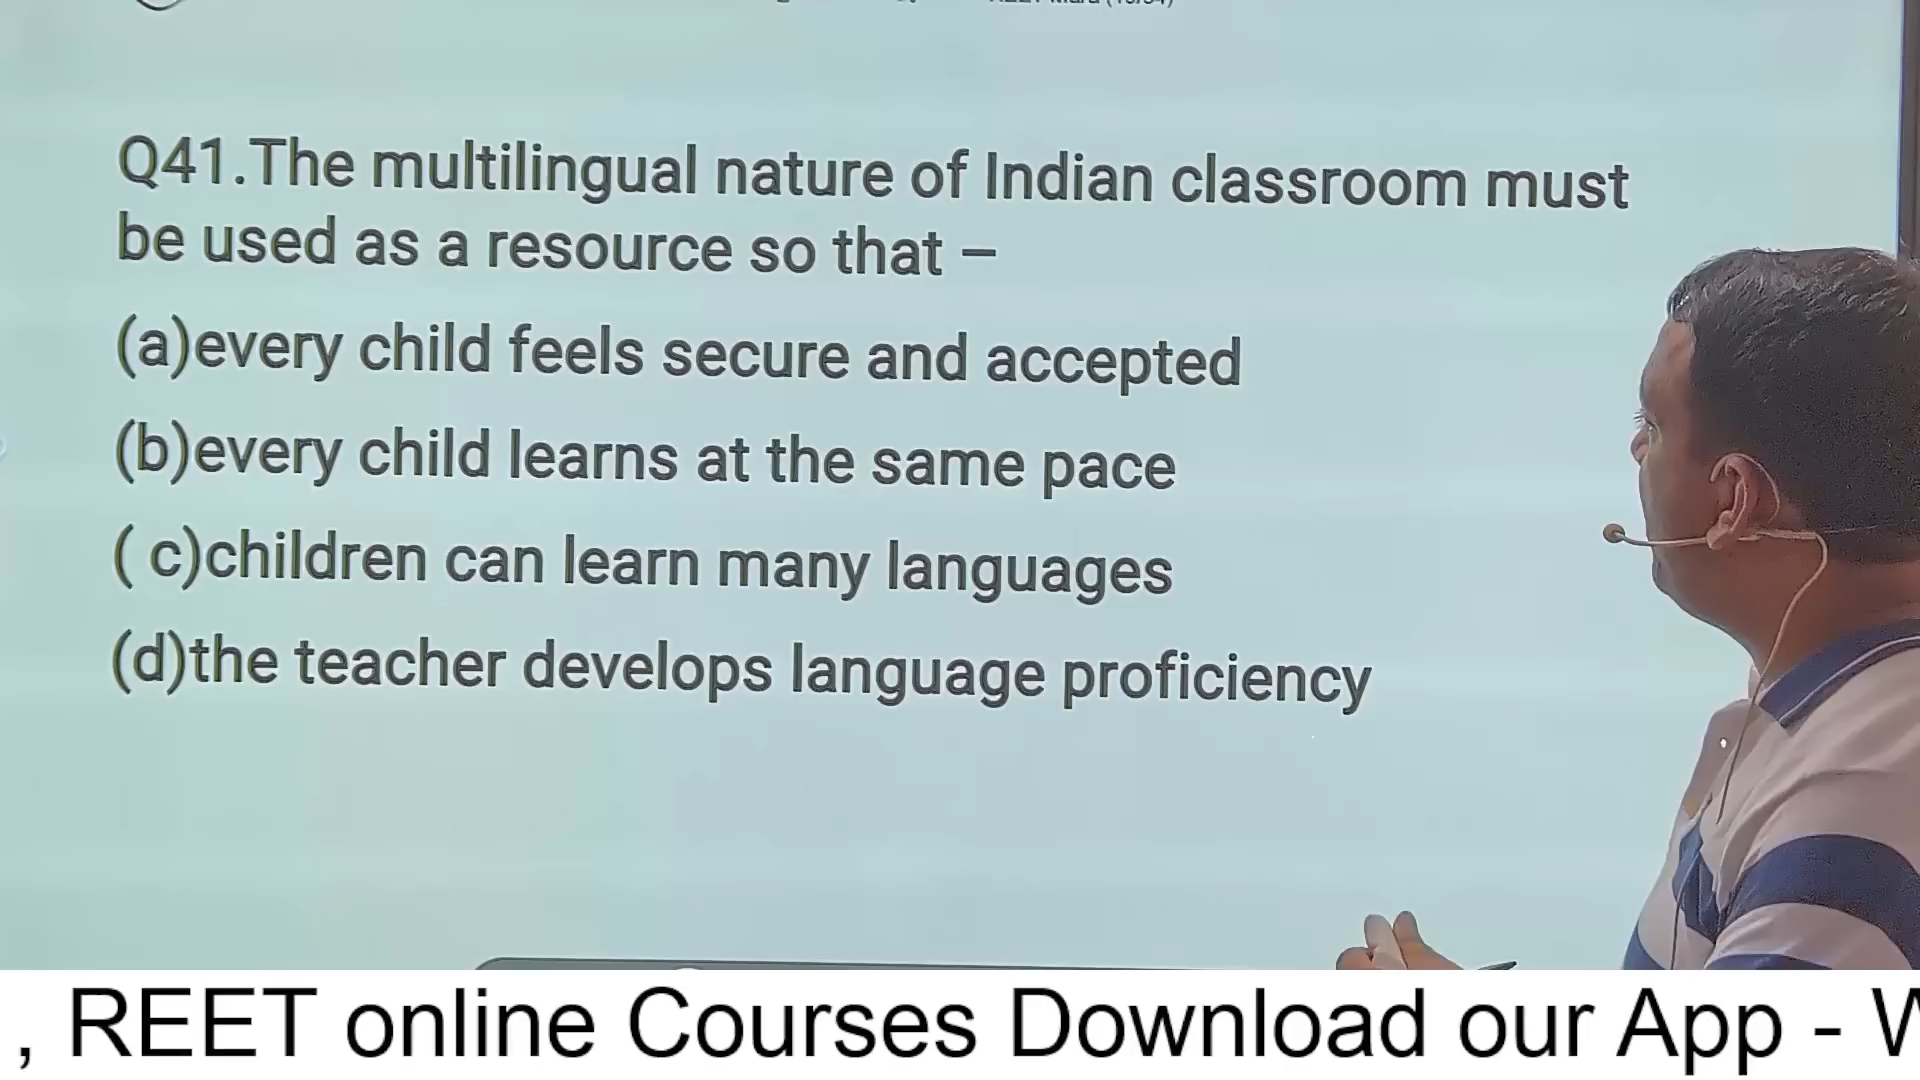 Q41.The multilingual nature of Indian classroom must
be used as a resource so that –
(a)every child feels secure and accepted
(b)every child learns at the same pace
( c)children can learn many languages
(d)the teacher develops language proficiency
, REET online Courses Download our App - W